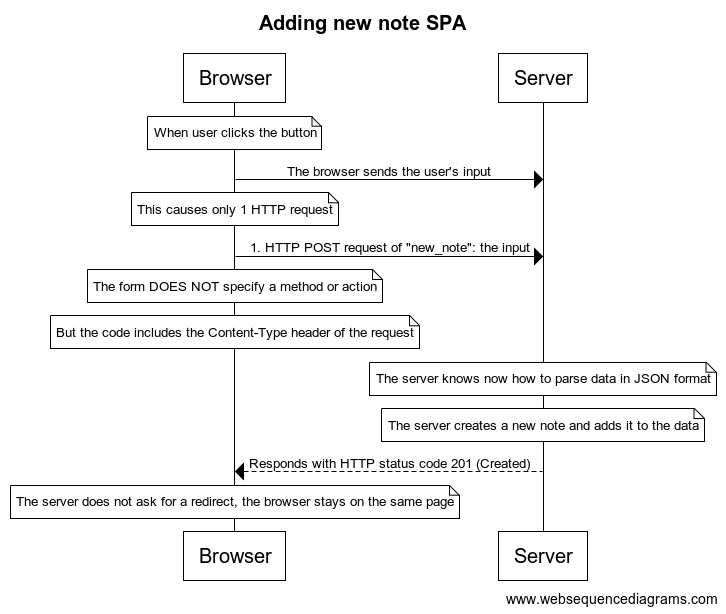 Adding new note SPA
Browser
Server
When user clicks the button
The browser sends the user's input
This causes only 1 HTTP request
1. HTTP POST request of "new_note": the input
The form DOES NOT specify a method or action
But the code includes the Content-Type header of the request
The server knows now how to parse data in JSON format
The server creates a new note and adds it to the data
Responds with HTTP status code 201 (Created)
The server does not ask for a redirect, the browser stays on the same page
Browser
Server
www.websequencediagrams.com